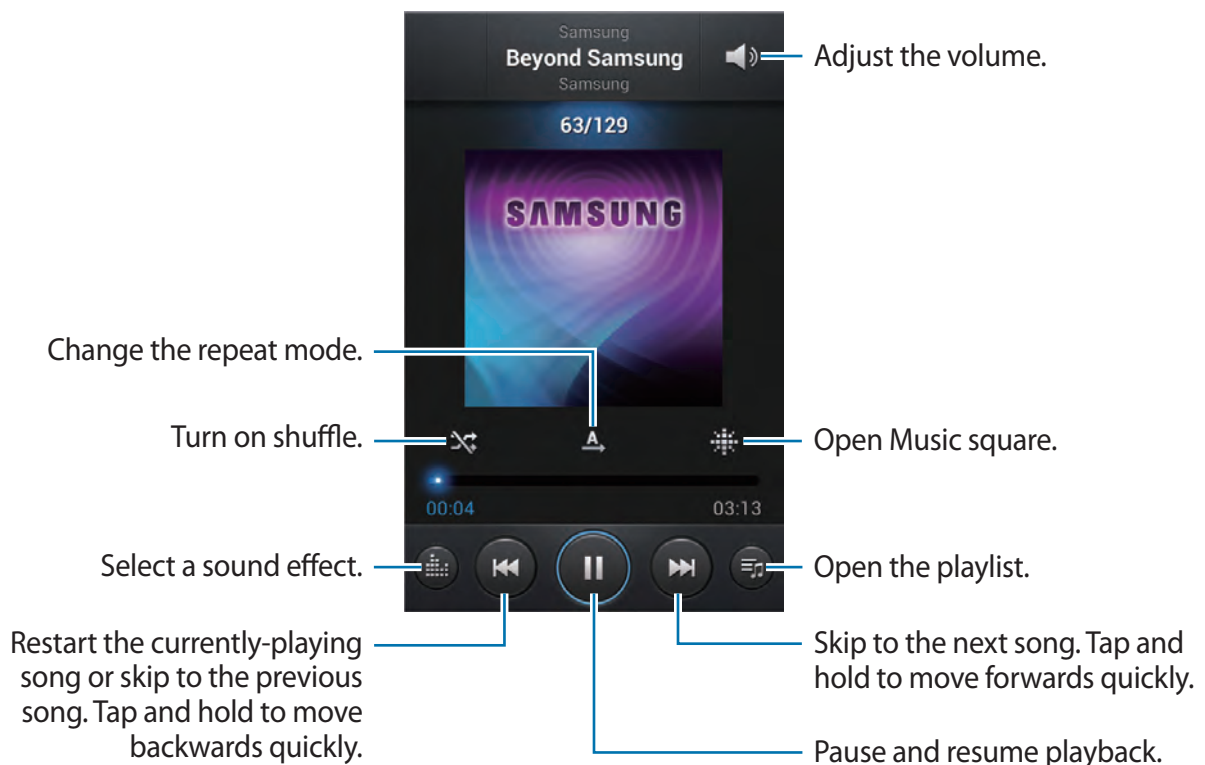 Samsung
Beyond Samsung
Samsung
Adjust the volume.
63/129
SAMSUNG
Change the repeat mode.
Turn on shuffle.
A
Open Music square.
00:04
03:13
Select a sound effect.
Open the playlist.
Restart the currently-playing
song or skip to the previous
song. Tap and hold to move
backwards quickly.
Skip to the next song. Tap and
hold to move forwards quickly.
Pause and resume playback.